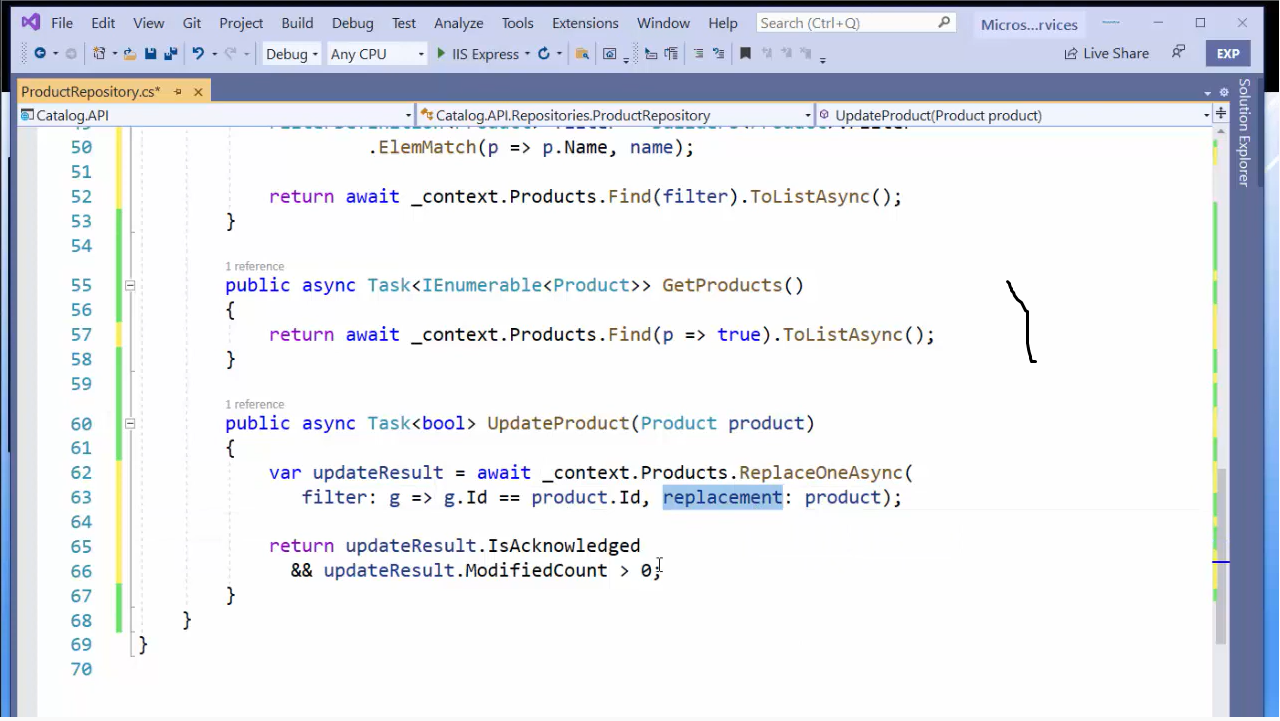 File Edit View Git Project Build Debug Test Analyze Tools Extensions Window Help Search (Ctrl+Q) Micros...rvices
Debug Any CPU IIS Express Live Share EXP
ProductRepository.cs*
Catalog.API Catalog.API.Repositories.ProductRepository UpdateProduct(Product product)
Solution Explorer
50 .ElemMatch(p => p.Name, name);
51
52 return await _context.Products.Find(filter).ToListAsync();
53 }
54
1 reference
55 public async Task<IEnumerable<Product>> GetProducts()
56 {
57 return await _context.Products.Find(p => true).ToListAsync();
58 }
59
1 reference
60 public async Task<bool> UpdateProduct(Product product)
61 {
62 var updateResult = await _context.Products.ReplaceOneAsync(
63 filter: g => g.Id == product.Id, replacement: product);
64
65 return updateResult.IsAcknowledged
66 && updateResult.ModifiedCount > 0;
67 }
68 }
69 }
70